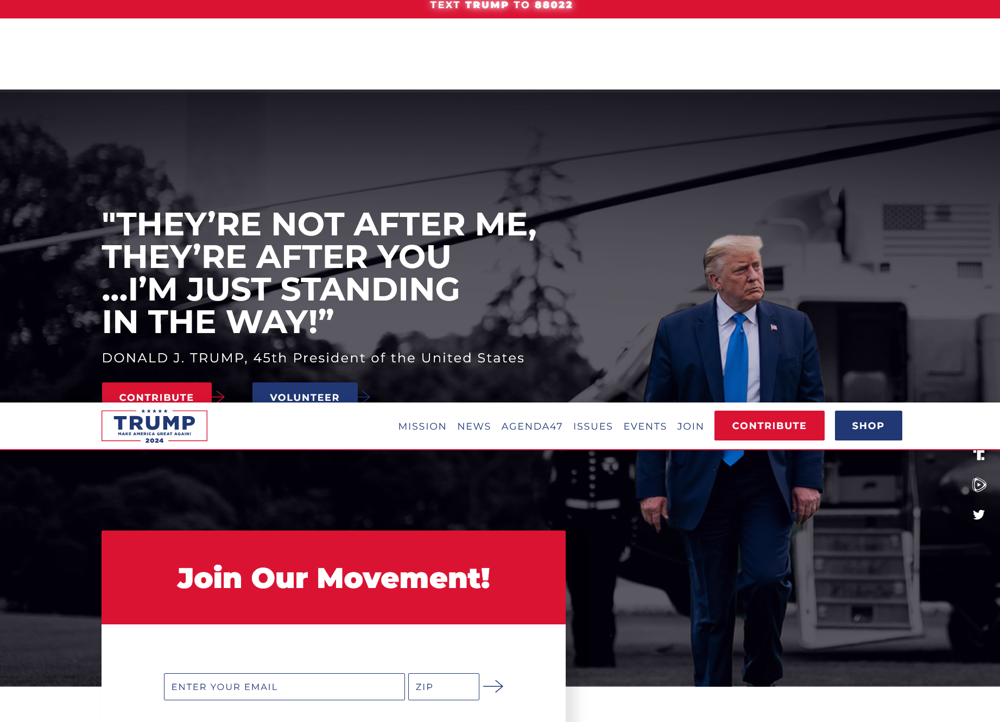 TEXT TRUMP TO 88022
"THEY’RE NOT AFTER ME,
THEY’RE AFTER YOU
...I’M JUST STANDING
IN THE WAY!”
DONALD J. TRUMP, 45th President of the United States
CONTRIBUTE
VOLUNTEER
TRUMP
MAKE AMERICA GREAT AGAIN!
2024
MISSION NEWS AGENDA47 ISSUES EVENTS JOIN CONTRIBUTE SHOP
Join Our Movement!
ENTER YOUR EMAIL
ZIP